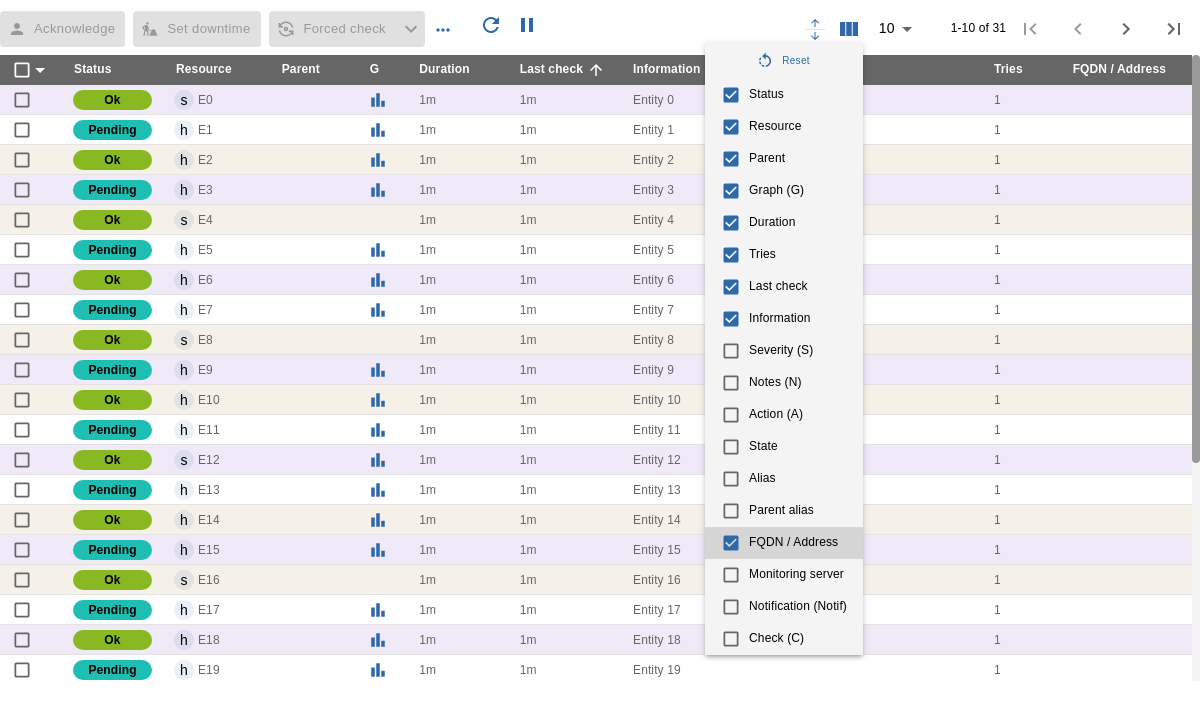 Acknowledge Set downtime Forced check ... 10 1-10 of 31
Status Resource Parent G Duration Last check Information Tries FQDN / Address
Ok s E0 1m 1m Entity 0 1
Pending h E1 1m 1m Entity 1 1
Ok h E2 1m 1m Entity 2 1
Pending h E3 1m 1m Entity 3 1
Ok s E4 1m 1m Entity 4 1
Pending h E5 1m 1m Entity 5 1
Ok h E6 1m 1m Entity 6 1
Pending h E7 1m 1m Entity 7 1
Ok s E8 1m 1m Entity 8 1
Pending h E9 1m 1m Entity 9 1
Ok h E10 1m 1m Entity 10 1
Pending h E11 1m 1m Entity 11 1
Ok s E12 1m 1m Entity 12 1
Pending h E13 1m 1m Entity 13 1
Ok h E14 1m 1m Entity 14 1
Pending h E15 1m 1m Entity 15 1
Ok s E16 1m 1m Entity 16 1
Pending h E17 1m 1m Entity 17 1
Ok h E18 1m 1m Entity 18 1
Pending h E19 1m 1m Entity 19 1
Reset
Status
Resource
Parent
Graph (G)
Duration
Tries
Last check
Information
Severity (S)
Notes (N)
Action (A)
State
Alias
Parent alias
FQDN / Address
Monitoring server
Notification (Notif)
Check (C)